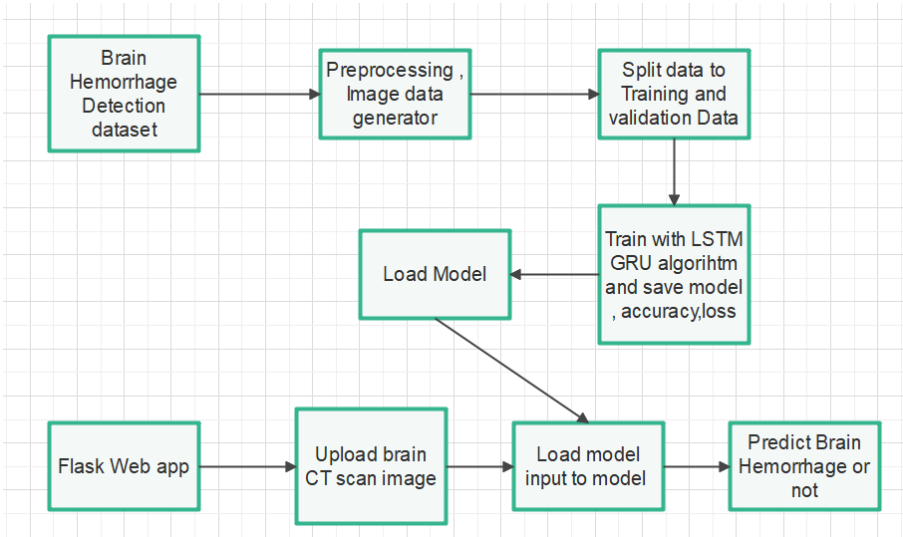 Brain
Hemorrhage
Detection
dataset
Preprocessing ,
Image data
generator
Split data to
Training and
validation Data
Train with LSTM
GRU algorihtm
and save model
, accuracy,loss
Load Model
Flask Web app
Upload brain
CT scan image
Load model
input to model
Predict Brain
Hemorrhage or
not